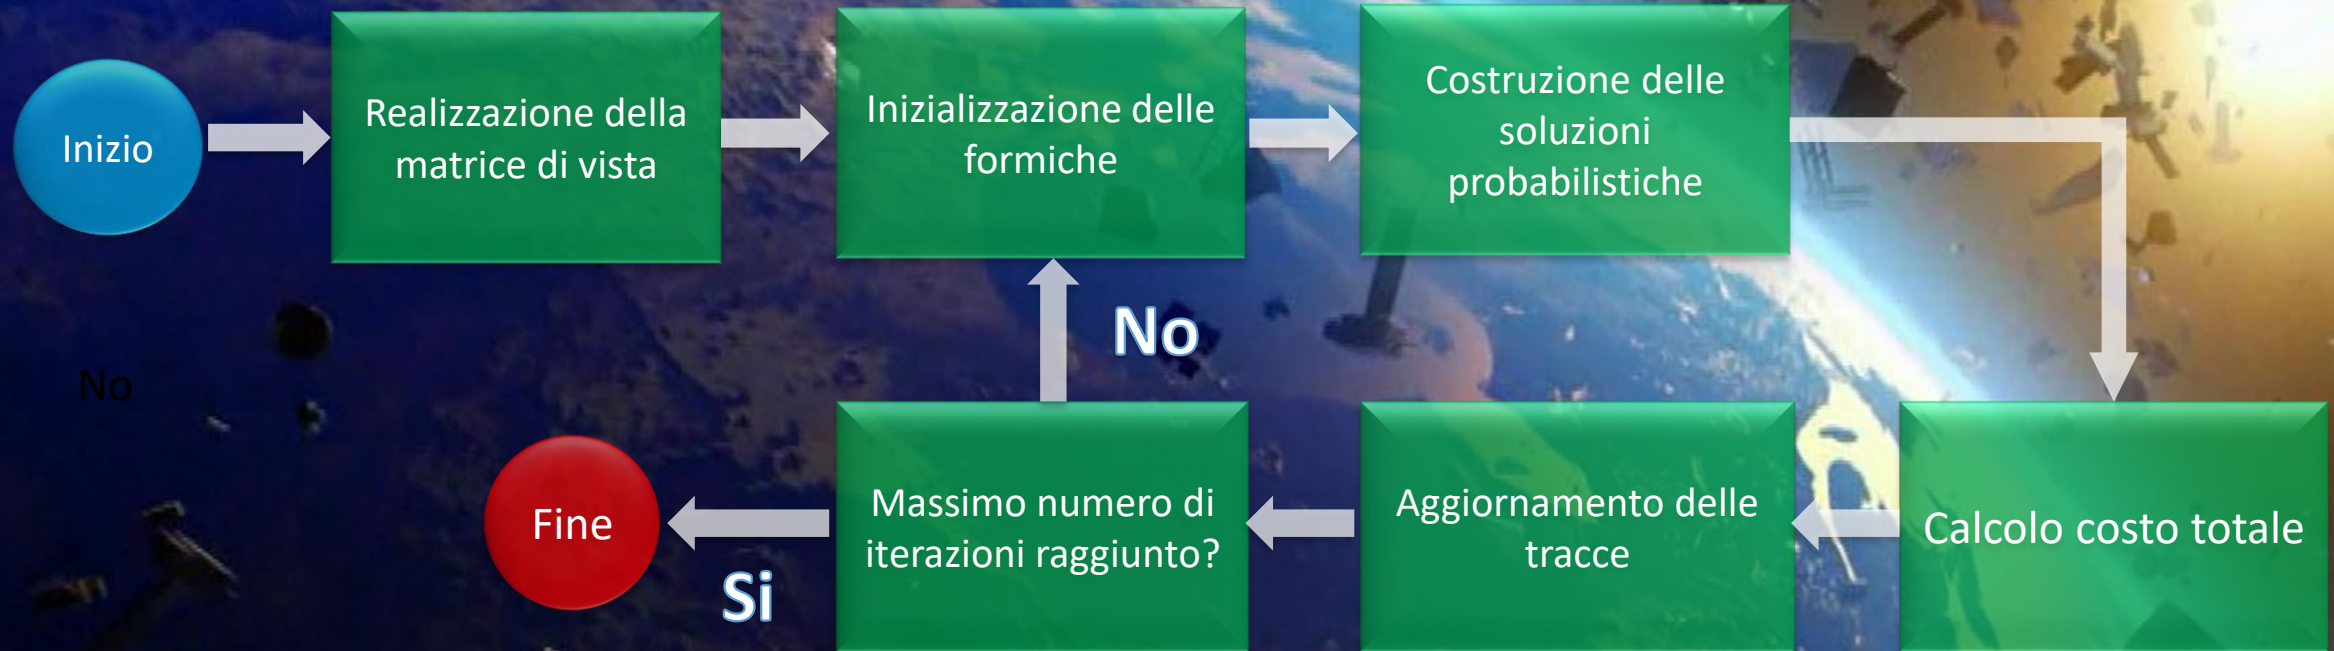 Inizio
Realizzazione della
matrice di vista
Inizializzazione delle
formiche
Costruzione delle
soluzioni
probabilistiche
No
No
Fine
Si
Massimo numero di
iterazioni raggiunto?
Aggiornamento delle
tracce
Calcolo costo totale